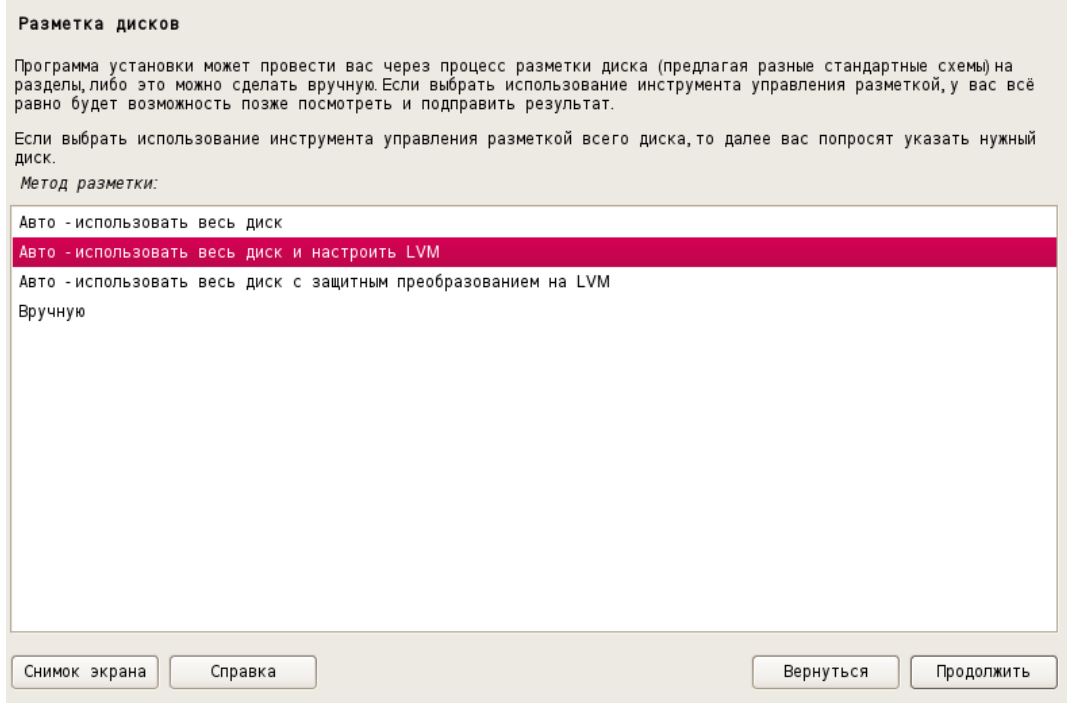 Разметка дисков
Программа установки может провести вас через процесс разметки диска (предлагая разные стандартные схемы) на
разделы, либо это можно сделать вручную. Если выбрать использование инструмента управления разметкой, у вас всё
равно будет возможность позже посмотреть и подправить результат.
Если выбрать использование инструмента управления разметкой всего диска, то далее вас попросят указать нужный
диск.
Метод разметки:
Авто - использовать весь диск
Авто - использовать весь диск и настроить LVM
Авто - использовать весь диск с защитным преобразованием на LVM
Вручную
Снимок экрана Справка Вернуться Продолжить